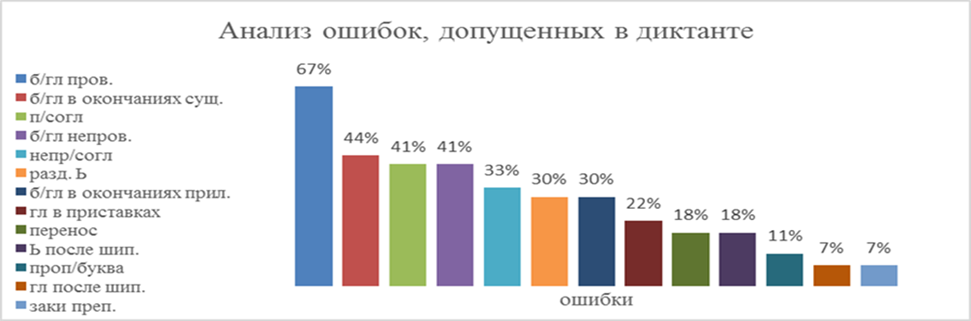 Анализ ошибок, допущенных в диктанте
б/гл пров.
б/гл в окончаниях сущ.
п/согл
б/гл непров.
непр/согл
разд. Ь
б/гл в окончаниях прил.
гл в приставках
перенос
Ь после шип.
проп/буква
гл после шип.
заки преп.
67%
44%
41%
41%
33%
30%
30%
22%
18%
18%
11%
7%
7%
ошибки